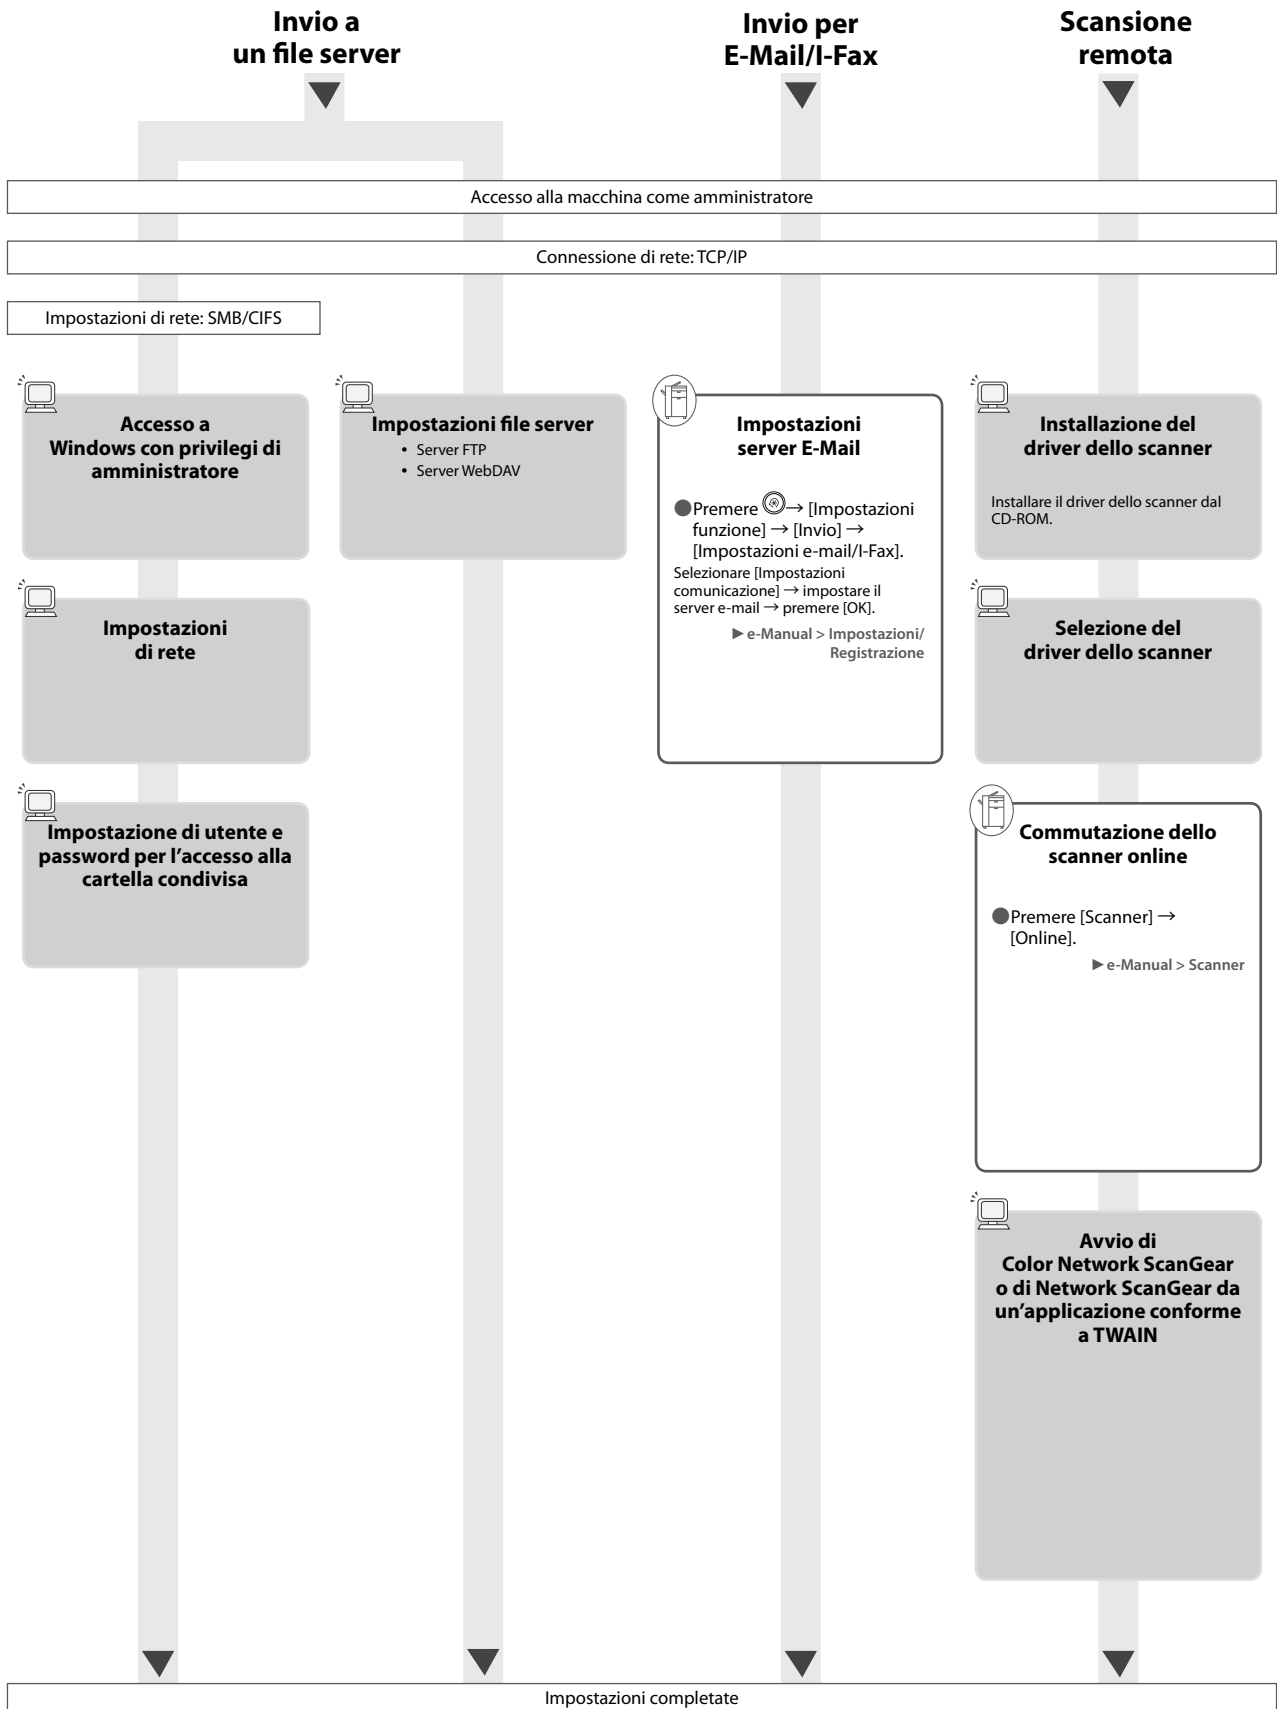 Invio a
un file server
Invio per
E-Mail/I-Fax
Scansione
remota
Accesso alla macchina come amministratore
Connessione di rete: TCP/IP
Impostazioni di rete: SMB/CIFS
Accesso a
Windows con privilegi di
amministratore
Impostazioni
di rete
Impostazione di utente e
password per l'accesso alla
cartella condivisa
Impostazioni file server
• Server FTP
• Server WebDAV
Impostazioni
server E-Mail
●Premere → [Impostazioni
funzione] → [Invio] →
[Impostazioni e-mail/I-Fax].
Selezionare [Impostazioni
comunicazione] → impostare il
server e-mail → premere [OK].
►e-Manual > Impostazioni/
Registrazione
Installazione del
driver dello scanner
Installare il driver dello scanner dal
CD-ROM.
Selezione del
driver dello scanner
Commutazione dello
scanner online
●Premere [Scanner] →
[Online].
►e-Manual > Scanner
Avvio di
Color Network ScanGear
o di Network ScanGear da
un'applicazione conforme
a TWAIN
Impostazioni completate